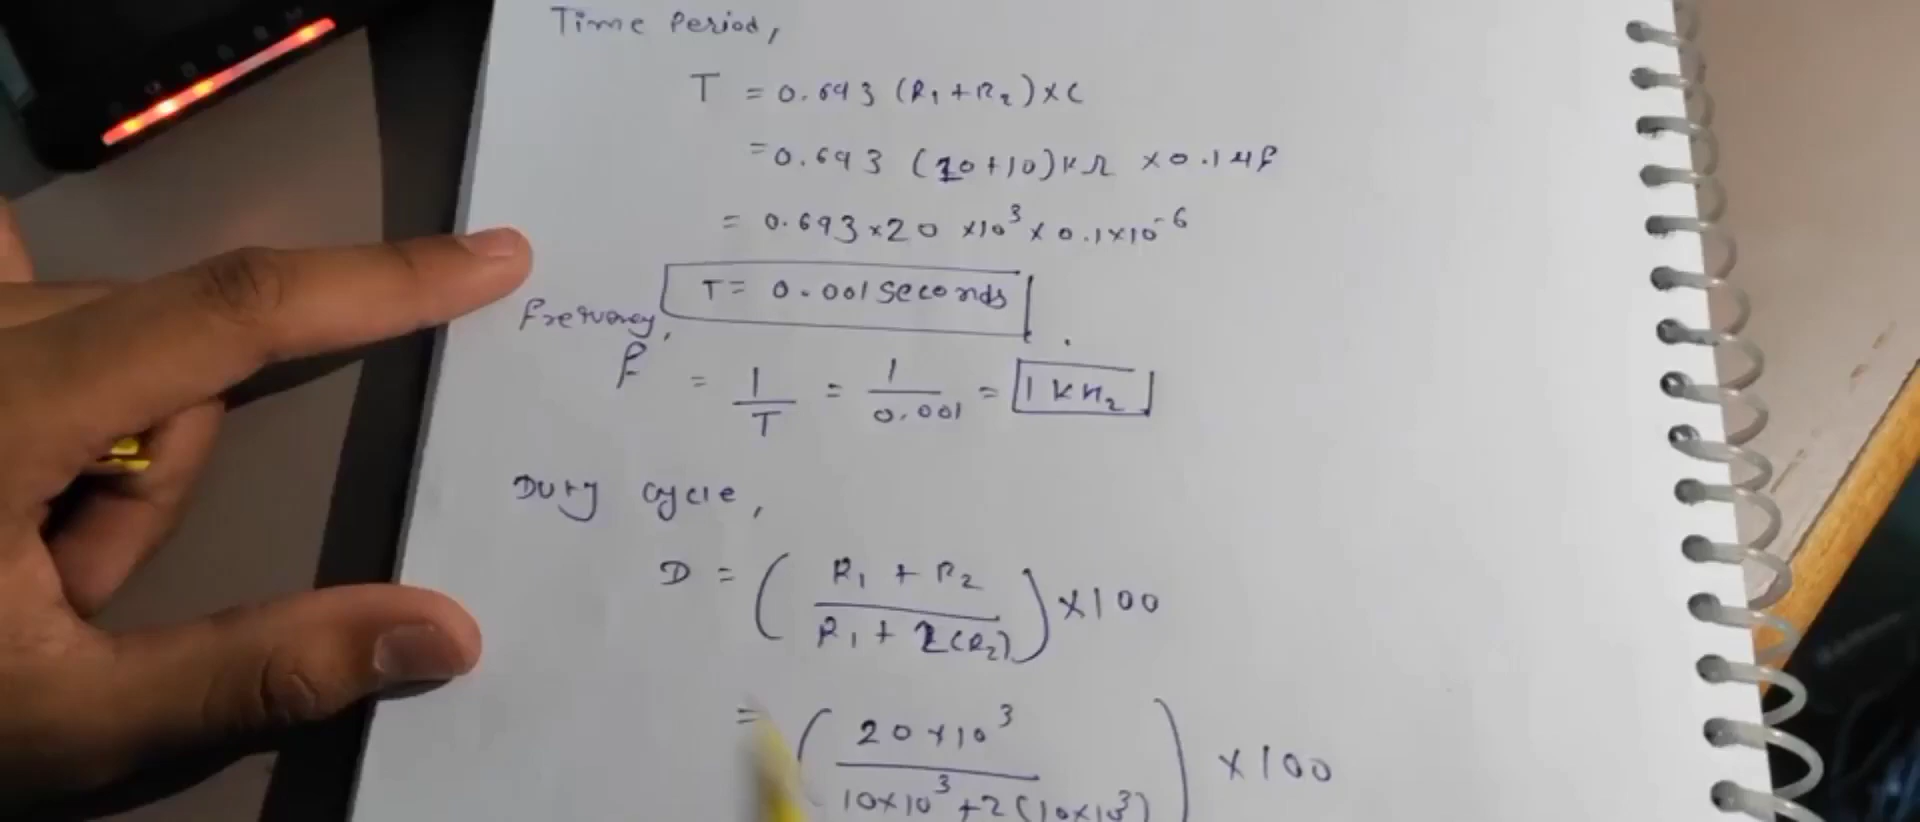 Time Period,
T = 0.693 (R₁ + R₂) × C
= 0.693 (10 + 10) KΩ × 0.1 μf
= 0.693 × 20 × 10³ × 0.1 × 10⁻⁶
T = 0.001 Seconds
frequency,
f = 1/T = 1/0.001 = 1 KHz
Duty cycle,
D = ( R₁ + R₂ / R₁ + 2(R₂) ) × 100
= ( 20 × 10³ / 10 × 10³ + 2 (10 × 10³) ) × 100